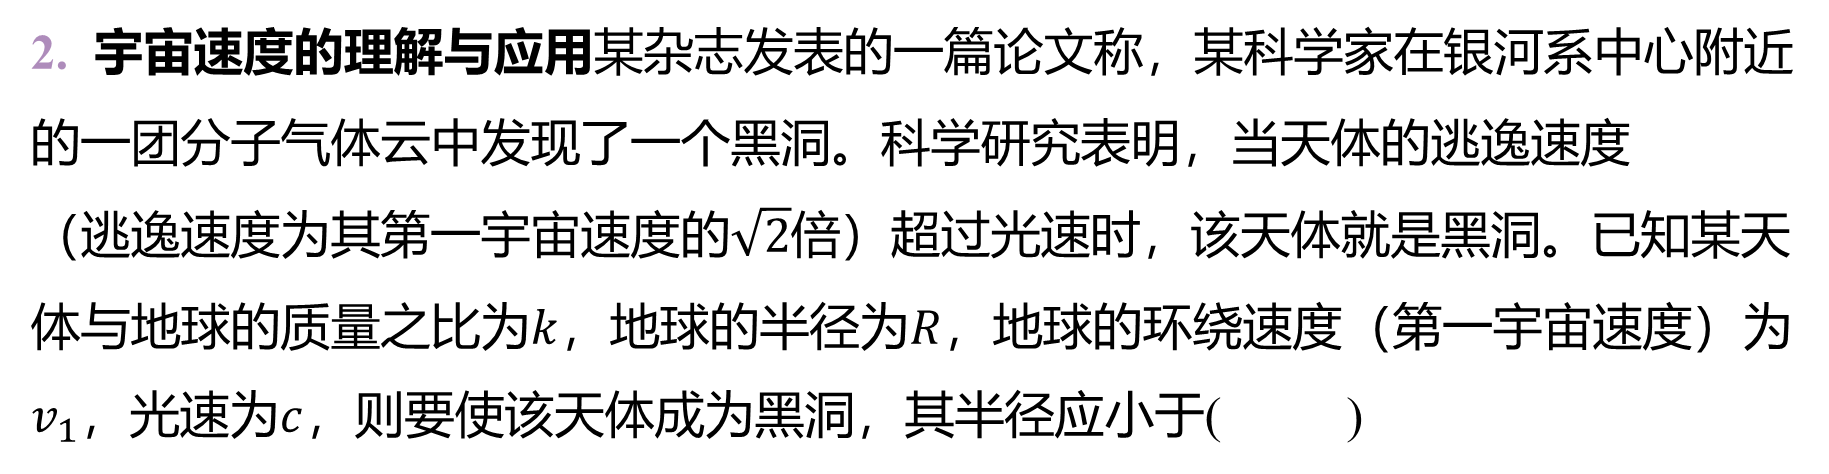 2. 宇宙速度的理解与应用某杂志发表的一篇论文称，某科学家在银河系中心附近
的一团分子气体云中发现了一个黑洞。科学研究表明，当天体的逃逸速度
（逃逸速度为其第一宇宙速度的√2倍）超过光速时，该天体就是黑洞。已知某天
体与地球的质量之比为k，地球的半径为R，地球的环绕速度（第一宇宙速度）为
v₁，光速为c，则要使该天体成为黑洞，其半径应小于(  )